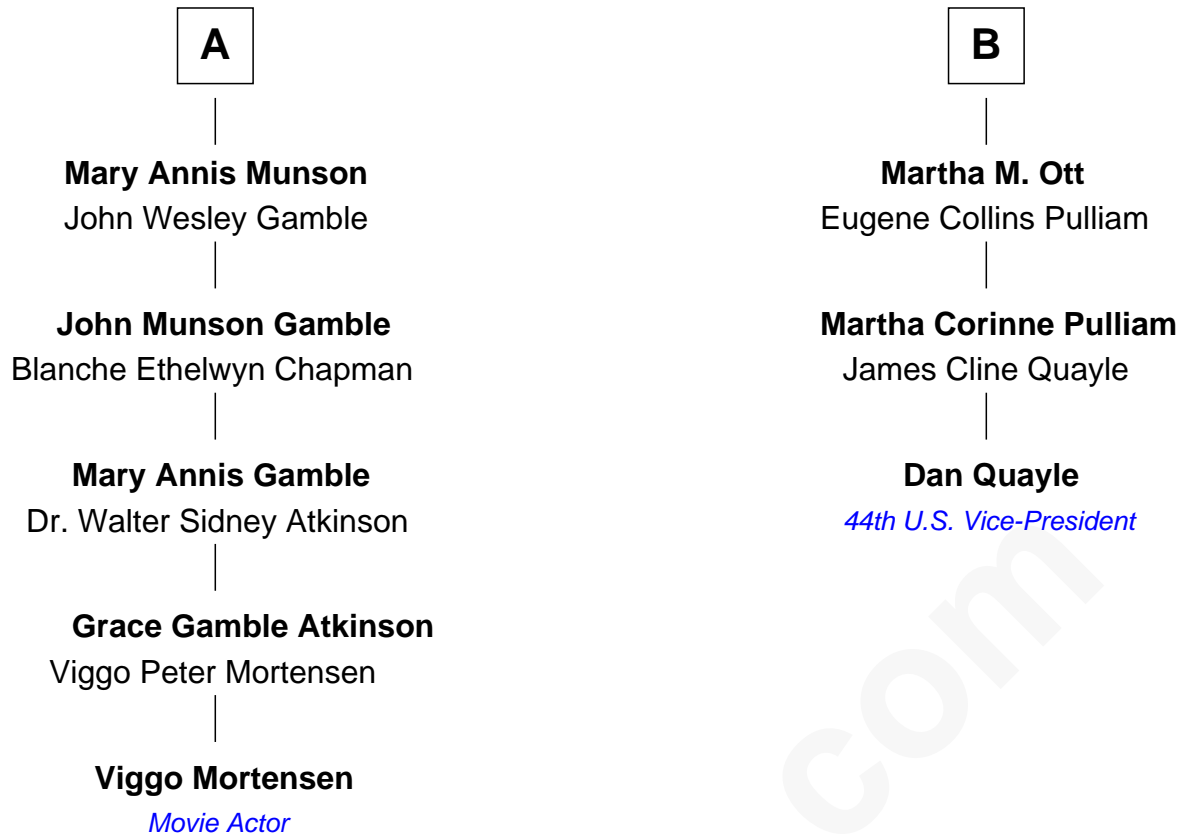 A
Mary Annis Munson
John Wesley Gamble
John Munson Gamble
Blanche Ethelwyn Chapman
Mary Annis Gamble
Dr. Walter Sidney Atkinson
Grace Gamble Atkinson
Viggo Peter Mortensen
Viggo Mortensen
Movie Actor
B
Martha M. Ott
Eugene Collins Pulliam
Martha Corinne Pulliam
James Cline Quayle
Dan Quayle
44th U.S. Vice-President
com